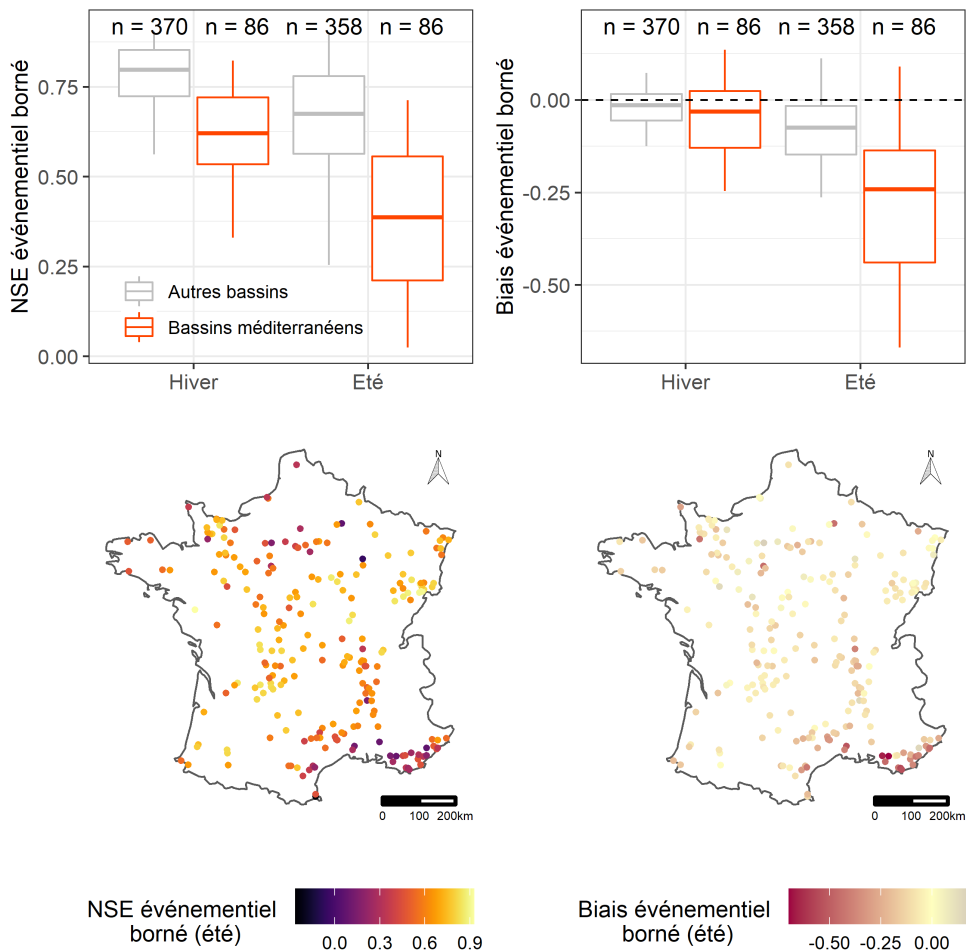 n = 370 n = 86 n = 358 n = 86
NSE événementiel borné
0.75
0.50
0.25
0.00
Autres bassins
Bassins méditerranéens
Hiver Eté
n = 370 n = 86 n = 358 n = 86
Biais événementiel borné
0.00
-0.25
-0.50
Hiver Eté
N
0 100 200km
N
0 100 200km
NSE événementiel
borné (été)
0.0 0.3 0.6 0.9
Biais événementiel
borné (été)
-0.50 -0.25 0.00